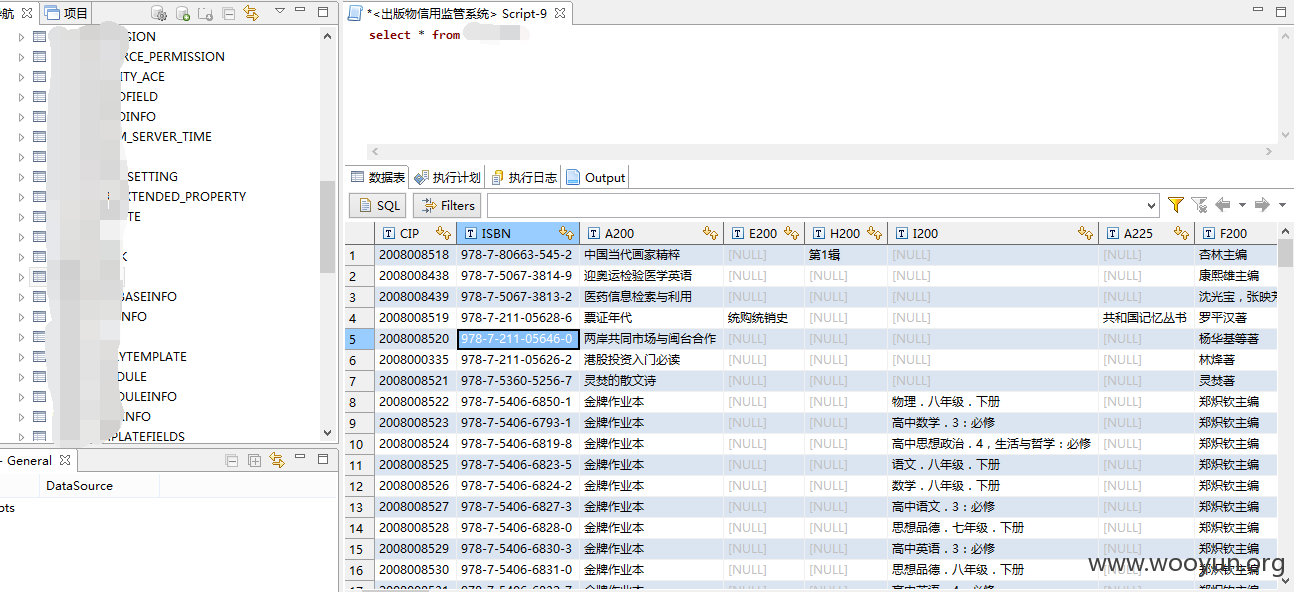 航 项目
*<出版物信用监管系统> Script-9
select * from
SION
RCE_PERMISSION
ITY_ACE
OFIELD
OINFO
M_SERVER_TIME
SETTING
XTENDED_PROPERTY
TE
K
BASEINFO
NFO
AYTEMPLATE
DULE
DULEINFO
INFO
PLATEFIELDS
General
DataSource
pts
数据表 执行计划 执行日志 Output
SQL Filters
CIP ISBN A200 E200 H200 I200 A225 F200
1 2008008518 978-7-80663-545-2 中国当代画家精粹 [NULL] 第1辑 [NULL] [NULL] 杏林主编
2 2008008438 978-7-5067-3814-9 迎奥运检验医学英语 [NULL] [NULL] [NULL] [NULL] 康熙雄主编
3 2008008439 978-7-5067-3813-2 医药信息检索与利用 [NULL] [NULL] [NULL] [NULL] 沈光宝，张映
4 2008008519 978-7-211-05628-6 票证年代 统购统销史 [NULL] [NULL] 共和国记忆丛书 罗平汉著
5 2008008520 978-7-211-05646-0 两岸共同市场与闽台合作 [NULL] [NULL] [NULL] [NULL] 杨华基等著
6 2008000335 978-7-211-05626-2 港股投资入门必读 [NULL] [NULL] [NULL] [NULL] 林烽著
7 2008008521 978-7-5360-5256-7 灵焚的散文诗 [NULL] [NULL] [NULL] [NULL] 灵焚著
8 2008008522 978-7-5406-6850-1 金牌作业本 [NULL] [NULL] 物理．八年级．下册 [NULL] 郑炽钦主编
9 2008008523 978-7-5406-6793-1 金牌作业本 [NULL] [NULL] 高中数学．3：必修 [NULL] 郑炽钦主编
10 2008008524 978-7-5406-6819-8 金牌作业本 [NULL] [NULL] 高中思想政治．4，生活与哲学：必修 [NULL] 郑炽钦主编
11 2008008525 978-7-5406-6823-5 金牌作业本 [NULL] [NULL] 语文．八年级．下册 [NULL] 郑炽钦主编
12 2008008526 978-7-5406-6824-2 金牌作业本 [NULL] [NULL] 数学．八年级．下册 [NULL] 郑炽钦主编
13 2008008527 978-7-5406-6827-3 金牌作业本 [NULL] [NULL] 高中语文．3：必修 [NULL] 郑炽钦主编
14 2008008528 978-7-5406-6828-0 金牌作业本 [NULL] [NULL] 思想品德．七年级．下册 [NULL] 郑炽钦主编
15 2008008529 978-7-5406-6830-3 金牌作业本 [NULL] [NULL] 高中英语．3：必修 [NULL] 郑炽钦主编
16 2008008530 978-7-5406-6831-0 金牌作业本 [NULL] [NULL] 思想品德．八年级．下册 [NULL] 郑炽钦主编
www.wooyun.org